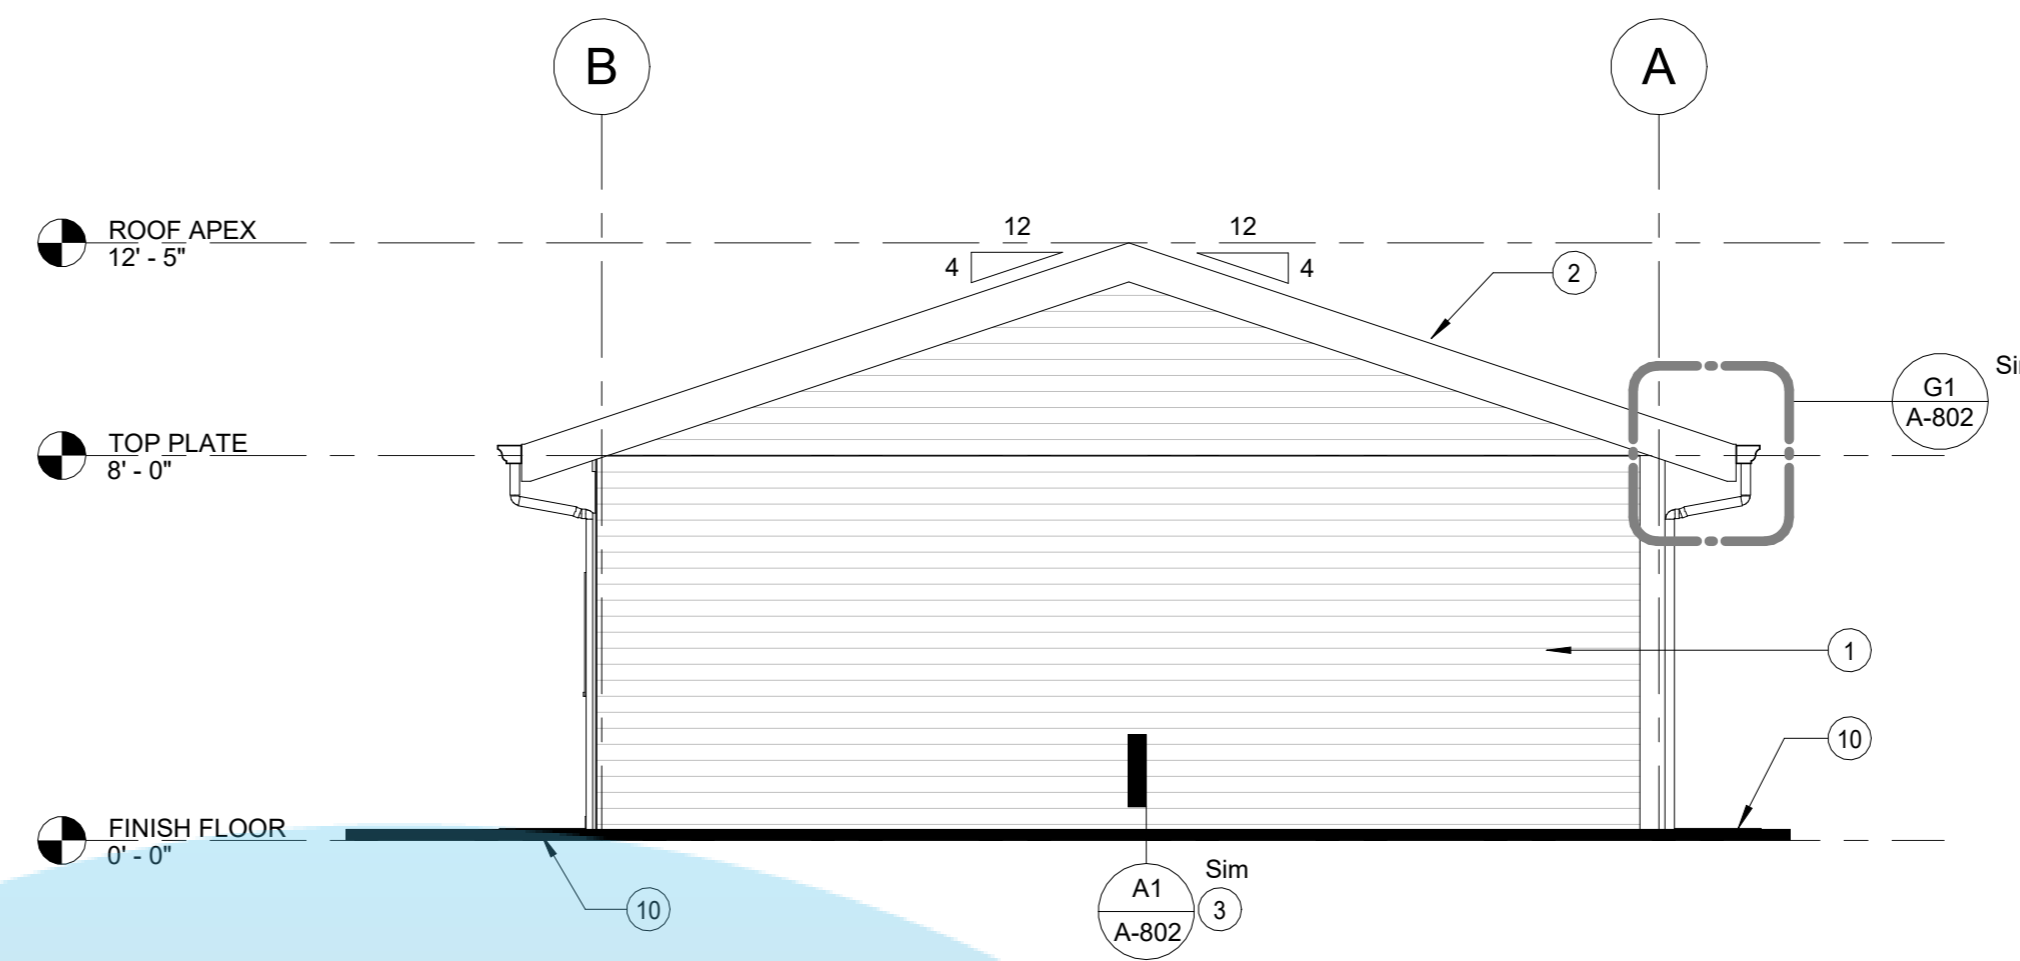 B
A
ROOF APEX
12' - 5"
12
12
4
4
2
Si
G1
A-802
TOP PLATE
8' - 0"
1
10
FINISH FLOOR
0' - 0"
10
Sim
A1
3
A-802